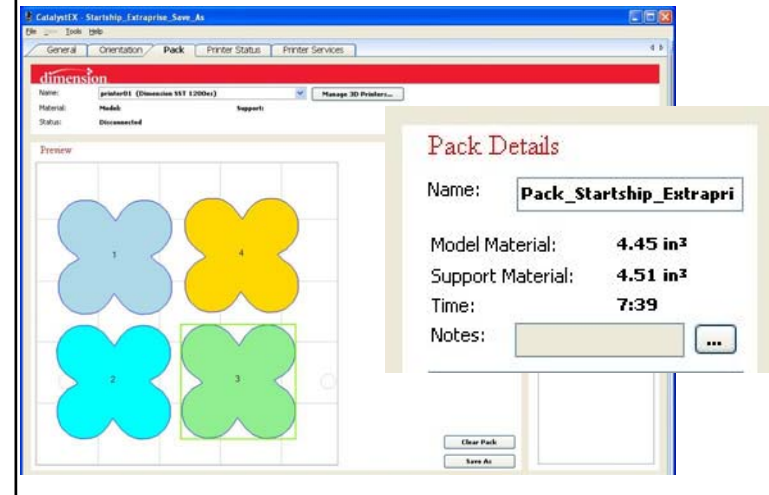 CatalystEX - Startship_Extraprise_Save_As
File Tools Help
General Orientation Pack Printer Status Printer Services
dimension
Name: printer01 (Dimension SST 1200es) Manage 3D Printers...
Material: Model: Support:
Status: Disconnected
Preview
1
4
2
3
Clear Pack
Save As
Pack Details
Name: Pack_Startship_Extrapri
Model Material: 4.45 in³
Support Material: 4.51 in³
Time: 7:39
Notes: ...